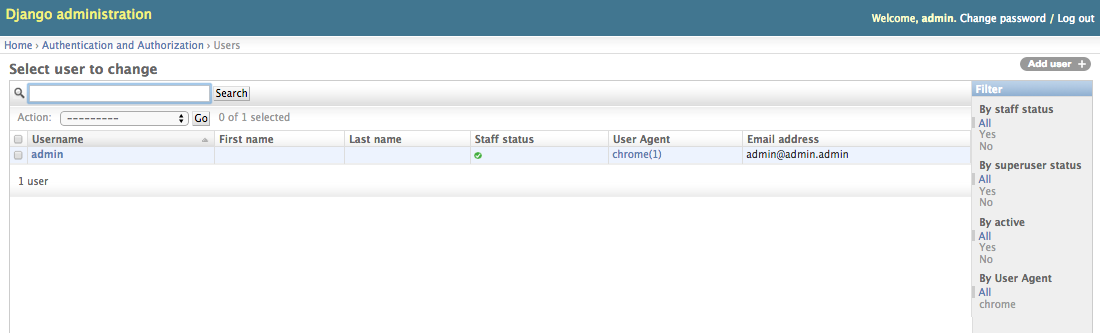 Django administration
Welcome, admin. Change password / Log out
Home › Authentication and Authorization › Users
Select user to change
Add user +
Search
Action: --------- Go 0 of 1 selected
Username First name Last name Staff status User Agent Email address
admin chrome(1) admin@admin.admin
1 user
Filter
By staff status
All
Yes
No
By superuser status
All
Yes
No
By active
All
Yes
No
By User Agent
All
chrome